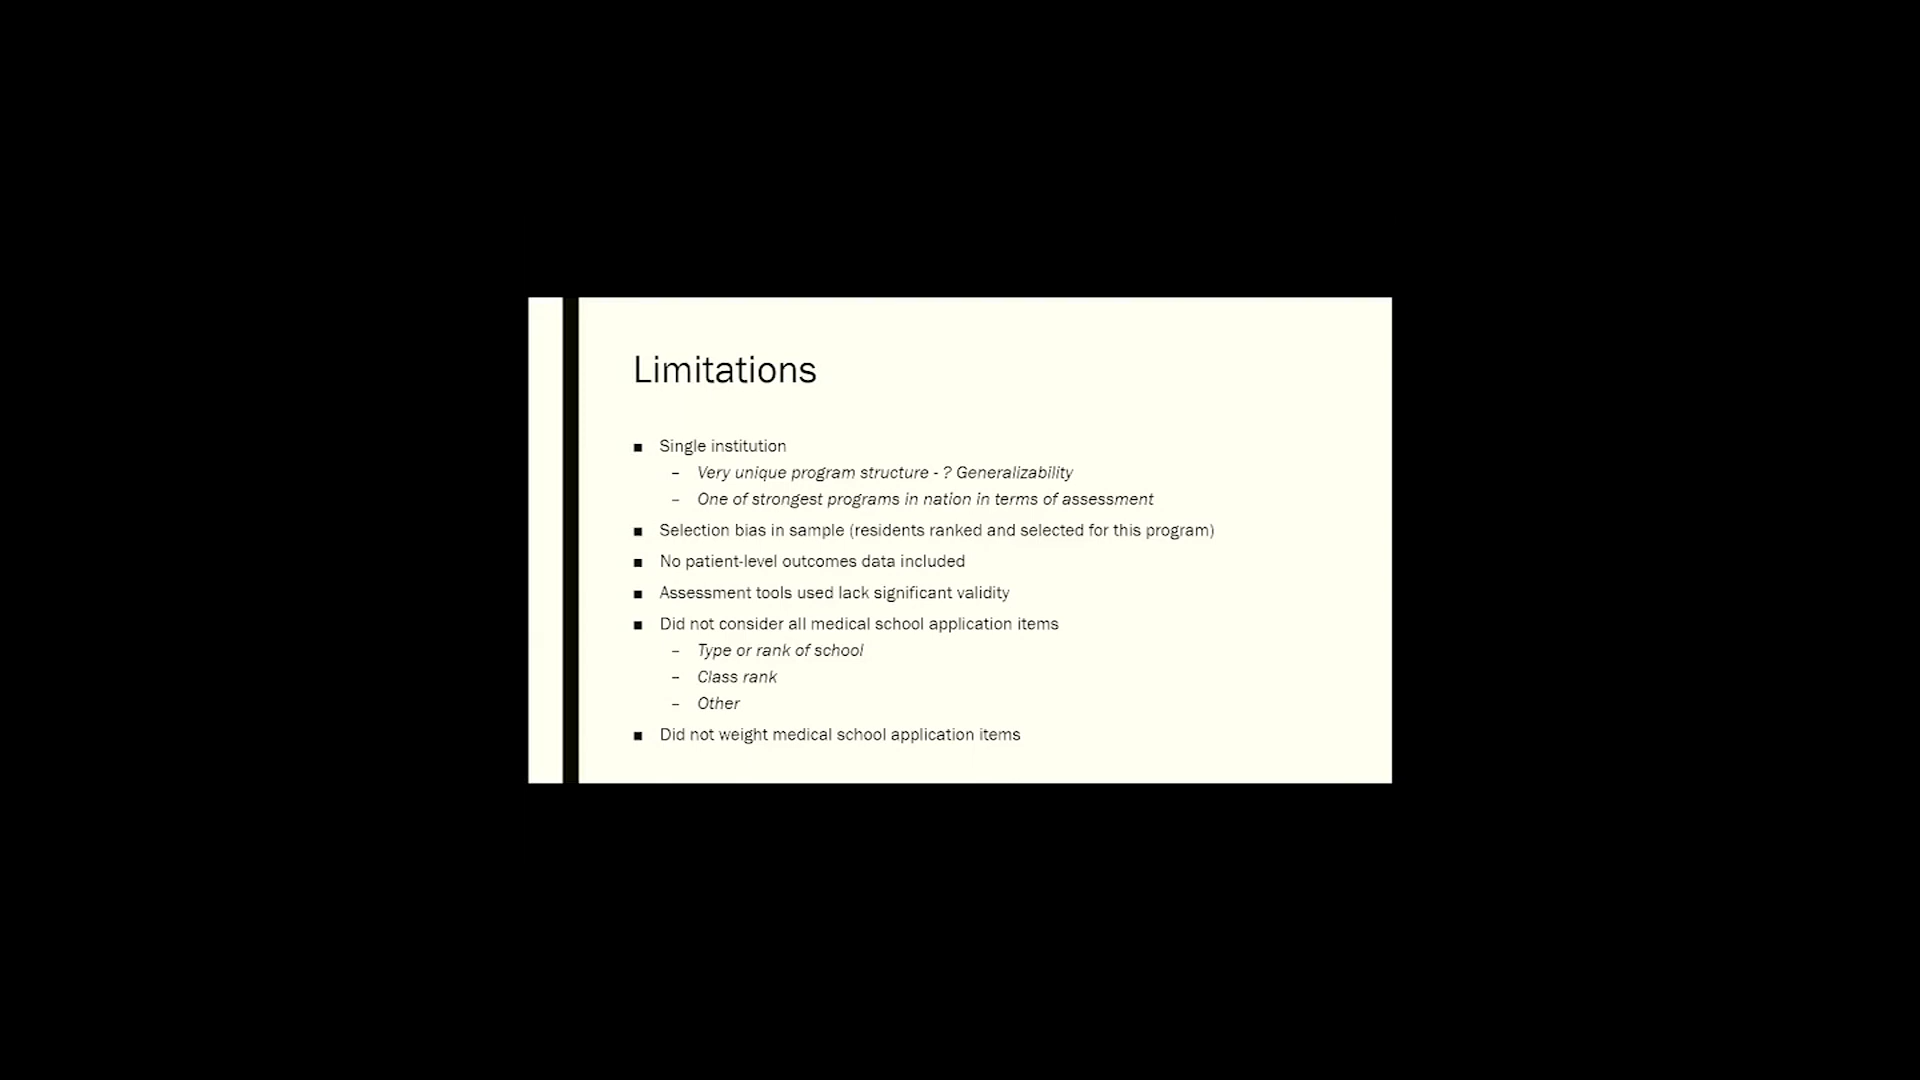 Limitations
■ Single institution
– Very unique program structure - ? Generalizability
– One of strongest programs in nation in terms of assessment
■ Selection bias in sample (residents ranked and selected for this program)
■ No patient-level outcomes data included
■ Assessment tools used lack significant validity
■ Did not consider all medical school application items
– Type or rank of school
– Class rank
– Other
■ Did not weight medical school application items